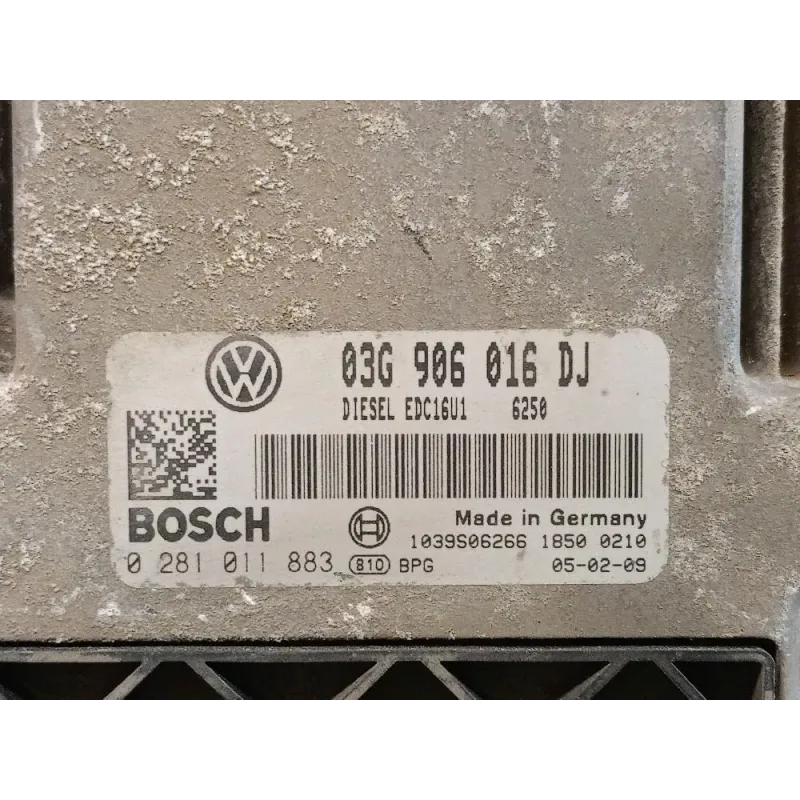 03G 906 016 DJ
DIESEL EDC16U1 6250
BOSCH
Made in Germany
1039S06266 1850 0210
0 281 011 883 810 BPG 05-02-09